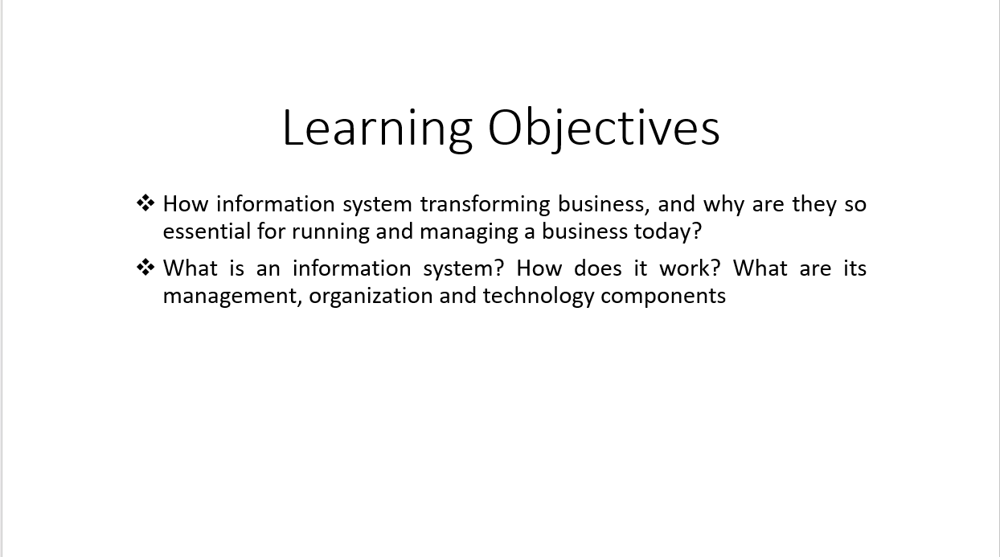 Learning Objectives
❖ How information system transforming business, and why are they so
essential for running and managing a business today?
❖ What is an information system? How does it work? What are its
management, organization and technology components